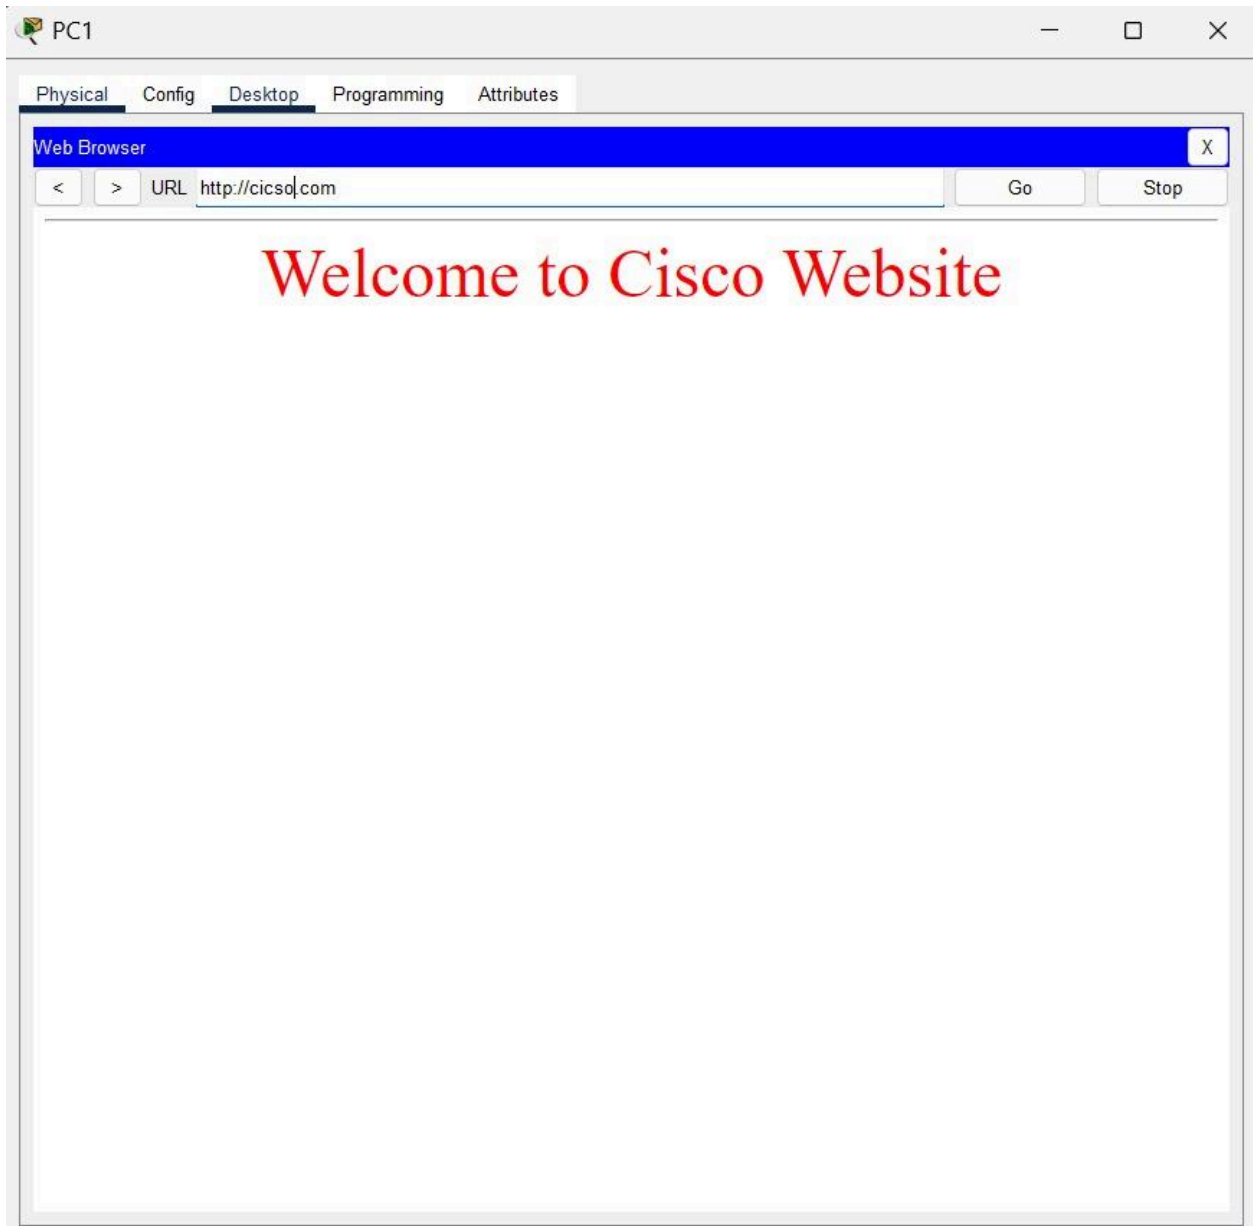 PC1
Physical Config Desktop Programming Attributes
Web Browser X
< > URL http://cicso.com Go Stop
Welcome to Cisco Website